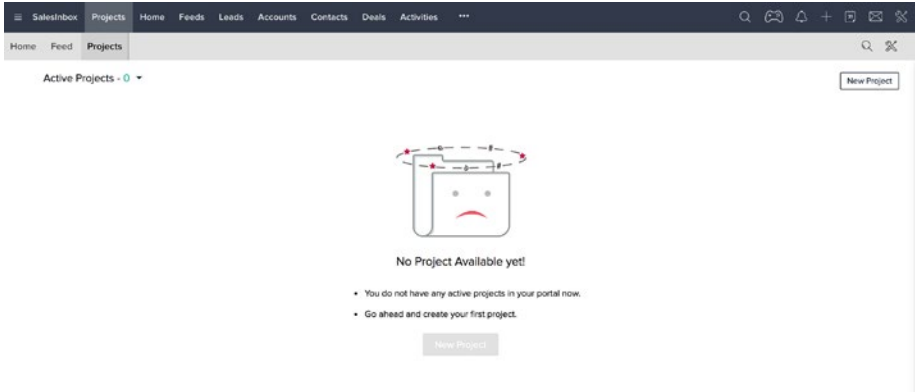 SalesInbox Projects Home Feeds Leads Accounts Contacts Deals Activities •••
Home Feed Projects
Active Projects - 0
New Project
No Project Available yet!
• You do not have any active projects in your portal now.
• Go ahead and create your first project.
New Project